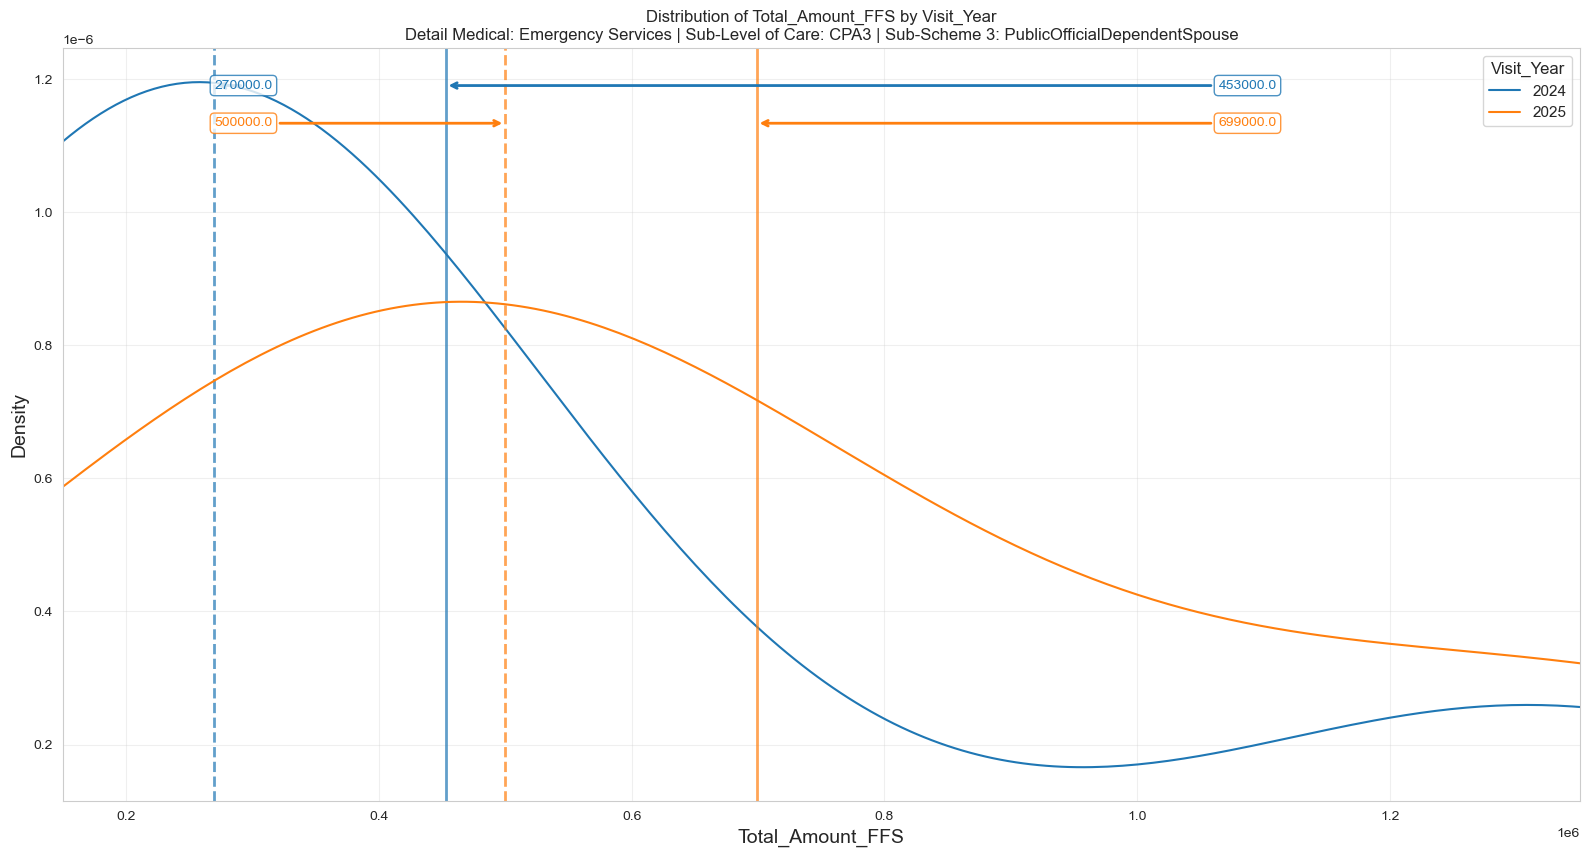 Distribution of Total_Amount_FFS by Visit_Year
Detail Medical: Emergency Services | Sub-Level of Care: CPA3 | Sub-Scheme 3: PublicOfficialDependentSpouse
1e−6
Visit_Year
2024
2025
270000.0
453000.0
500000.0
699000.0
1.2
1.0
0.8
0.6
0.4
0.2
Density
0.2
0.4
0.6
0.8
1.0
1.2
1e6
Total_Amount_FFS